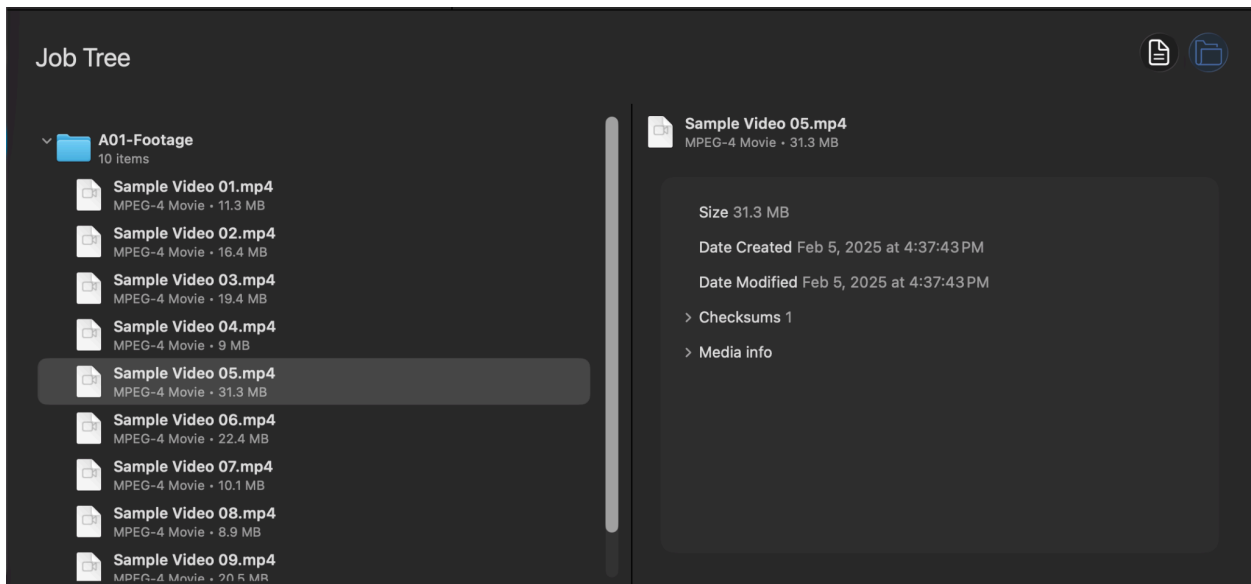 Job Tree
A01-Footage
10 items
Sample Video 01.mp4
MPEG-4 Movie • 11.3 MB
Sample Video 02.mp4
MPEG-4 Movie • 16.4 MB
Sample Video 03.mp4
MPEG-4 Movie • 19.4 MB
Sample Video 04.mp4
MPEG-4 Movie • 9 MB
Sample Video 05.mp4
MPEG-4 Movie • 31.3 MB
Sample Video 06.mp4
MPEG-4 Movie • 22.4 MB
Sample Video 07.mp4
MPEG-4 Movie • 10.1 MB
Sample Video 08.mp4
MPEG-4 Movie • 8.9 MB
Sample Video 09.mp4
MPEG-4 Movie • 20.5 MB
Sample Video 05.mp4
MPEG-4 Movie • 31.3 MB
Size 31.3 MB
Date Created Feb 5, 2025 at 4:37:43 PM
Date Modified Feb 5, 2025 at 4:37:43 PM
Checksums 1
Media info